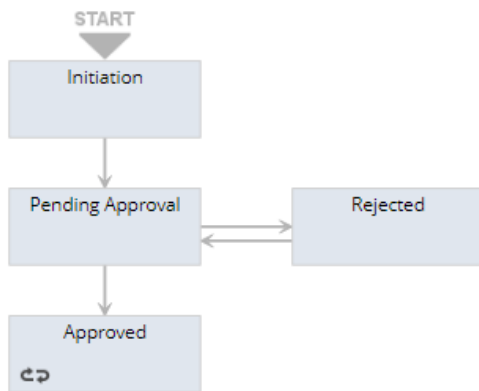 START
Initiation
Pending Approval
Rejected
Approved